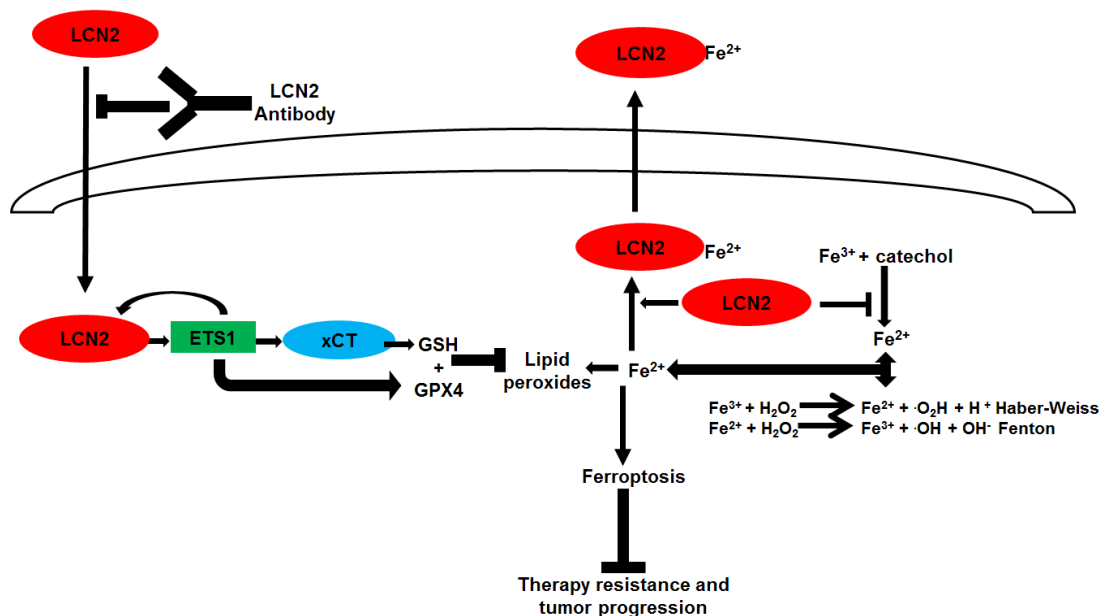 LCN2
LCN2
Antibody
LCN2 Fe²⁺
LCN2 Fe²⁺
Fe³⁺ + catechol
LCN2
Fe²⁺
LCN2
ETS1
xCT
GSH
+
GPX4
Lipid
peroxides
Fe²⁺
Fe³⁺ + H₂O₂ Fe²⁺ + ·O₂H + H⁺ Haber-Weiss
Fe²⁺ + H₂O₂ Fe³⁺ + ·OH + OH⁻ Fenton
Ferroptosis
Therapy resistance and
tumor progression